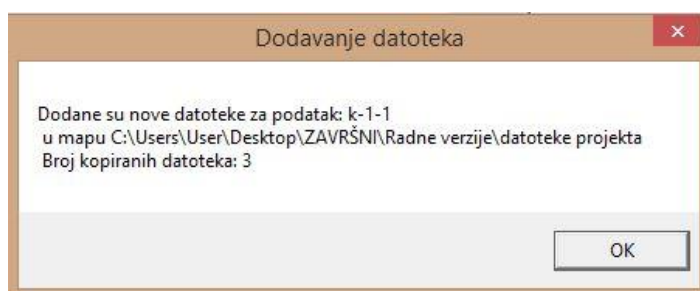 Dodavanje datoteka
Dodane su nove datoteke za podatak: k-1-1
u mapu C:\Users\User\Desktop\ZAVRŠNI\Radne verzije\datoteke projekta
Broj kopiranih datoteka: 3
OK